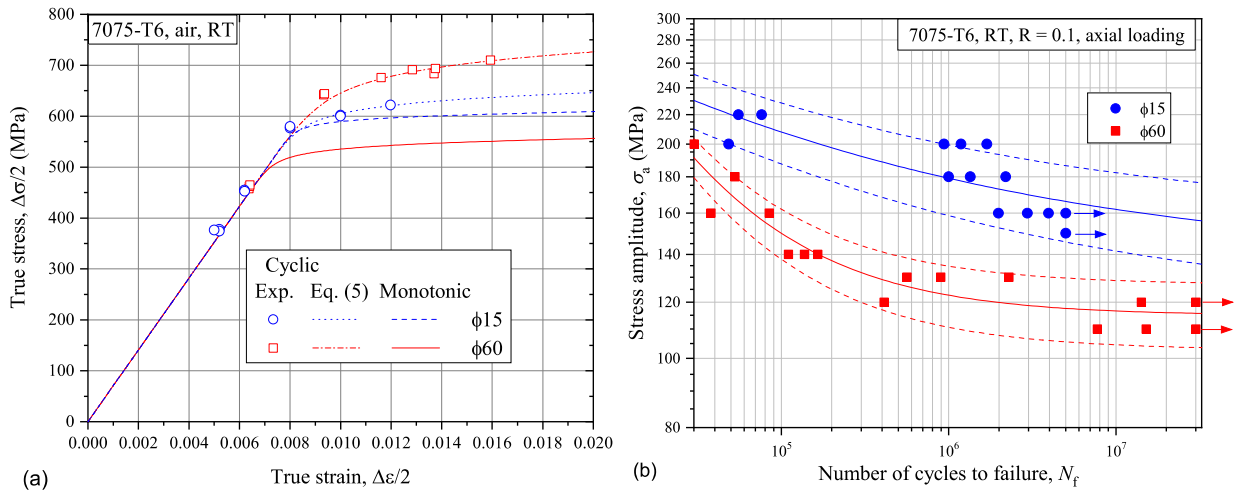 7075-T6, air, RT
800
700
600
500
400
300
200
100
0
True stress, Δσ/2 (MPa)
Cyclic
Exp. Eq. (5) Monotonic
ϕ15
ϕ60
0.000 0.002 0.004 0.006 0.008 0.010 0.012 0.014 0.016 0.018 0.020
True strain, Δε/2
(a)
7075-T6, RT, R = 0.1, axial loading
300
280
260
240
220
200
180
160
140
120
100
80
Stress amplitude, σa (MPa)
ϕ15
ϕ60
10^5 10^6 10^7
Number of cycles to failure, Nf
(b)